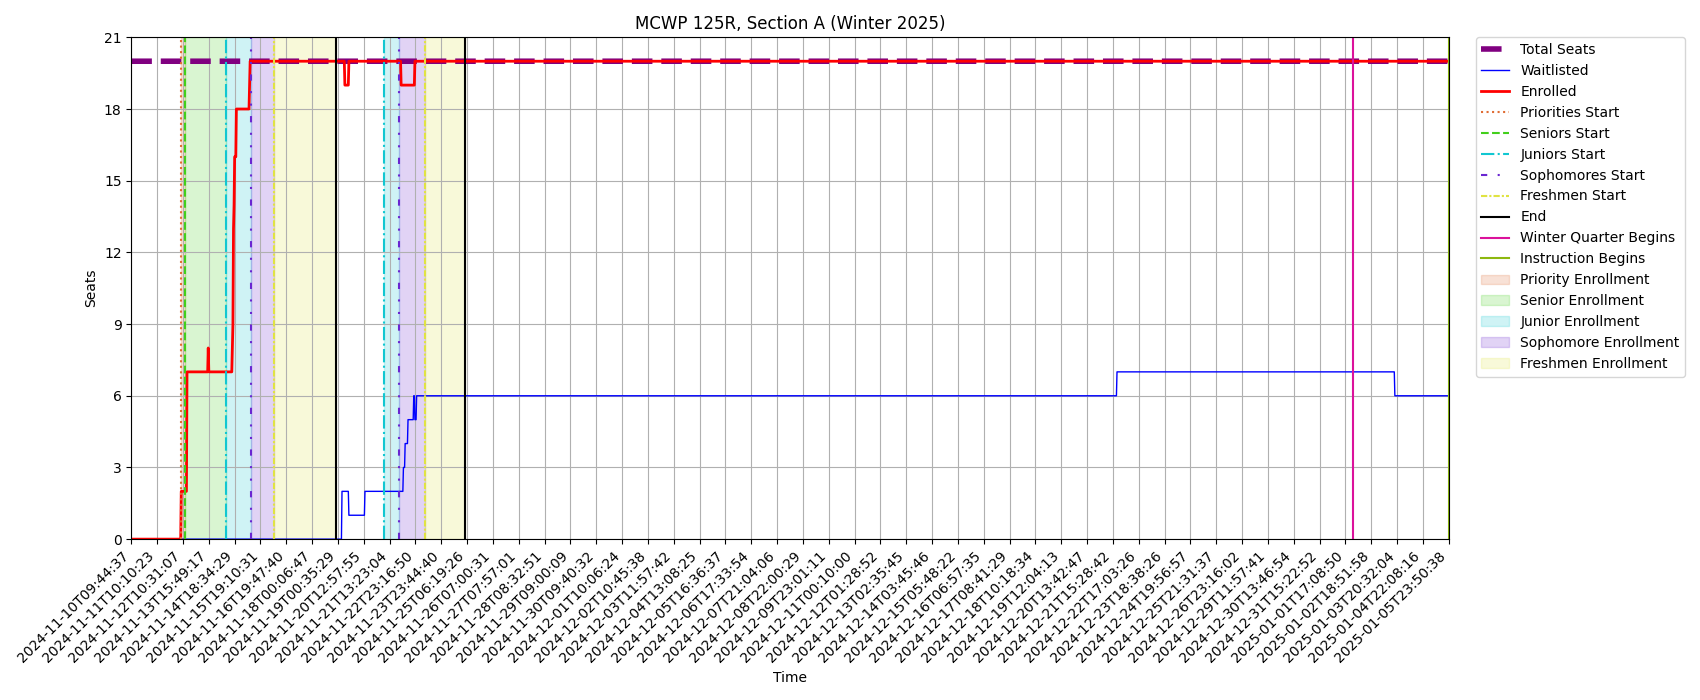 MCWP 125R, Section A (Winter 2025)
Seats
21
18
15
12
9
6
3
0
2024-11-10T09:44:37
2024-11-11T10:10:23
2024-11-12T10:31:07
2024-11-13T15:49:17
2024-11-14T18:34:29
2024-11-15T19:10:31
2024-11-16T19:47:40
2024-11-18T00:06:47
2024-11-19T00:35:29
2024-11-20T12:57:55
2024-11-21T13:23:04
2024-11-22T23:16:50
2024-11-23T23:44:40
2024-11-25T06:19:26
2024-11-26T07:00:31
2024-11-27T07:57:01
2024-11-28T08:32:51
2024-11-29T09:00:09
2024-11-30T09:40:32
2024-12-01T10:06:24
2024-12-02T10:45:38
2024-12-03T11:57:42
2024-12-04T13:08:25
2024-12-05T16:36:37
2024-12-06T17:33:54
2024-12-07T21:04:06
2024-12-08T22:00:29
2024-12-09T23:01:11
2024-12-11T00:10:00
2024-12-12T01:28:52
2024-12-13T02:35:45
2024-12-14T03:45:46
2024-12-15T05:48:22
2024-12-16T06:57:35
2024-12-17T08:41:29
2024-12-18T10:18:34
2024-12-19T12:04:13
2024-12-20T13:42:47
2024-12-21T15:28:42
2024-12-22T17:03:26
2024-12-23T18:38:26
2024-12-24T19:56:57
2024-12-25T21:31:37
2024-12-26T23:16:02
2024-12-29T11:57:41
2024-12-30T13:46:54
2024-12-31T15:22:52
2025-01-01T17:08:50
2025-01-02T18:51:58
2025-01-03T20:32:04
2025-01-04T22:08:16
2025-01-05T23:50:38
Time
Total Seats
Waitlisted
Enrolled
Priorities Start
Seniors Start
Juniors Start
Sophomores Start
Freshmen Start
End
Winter Quarter Begins
Instruction Begins
Priority Enrollment
Senior Enrollment
Junior Enrollment
Sophomore Enrollment
Freshmen Enrollment